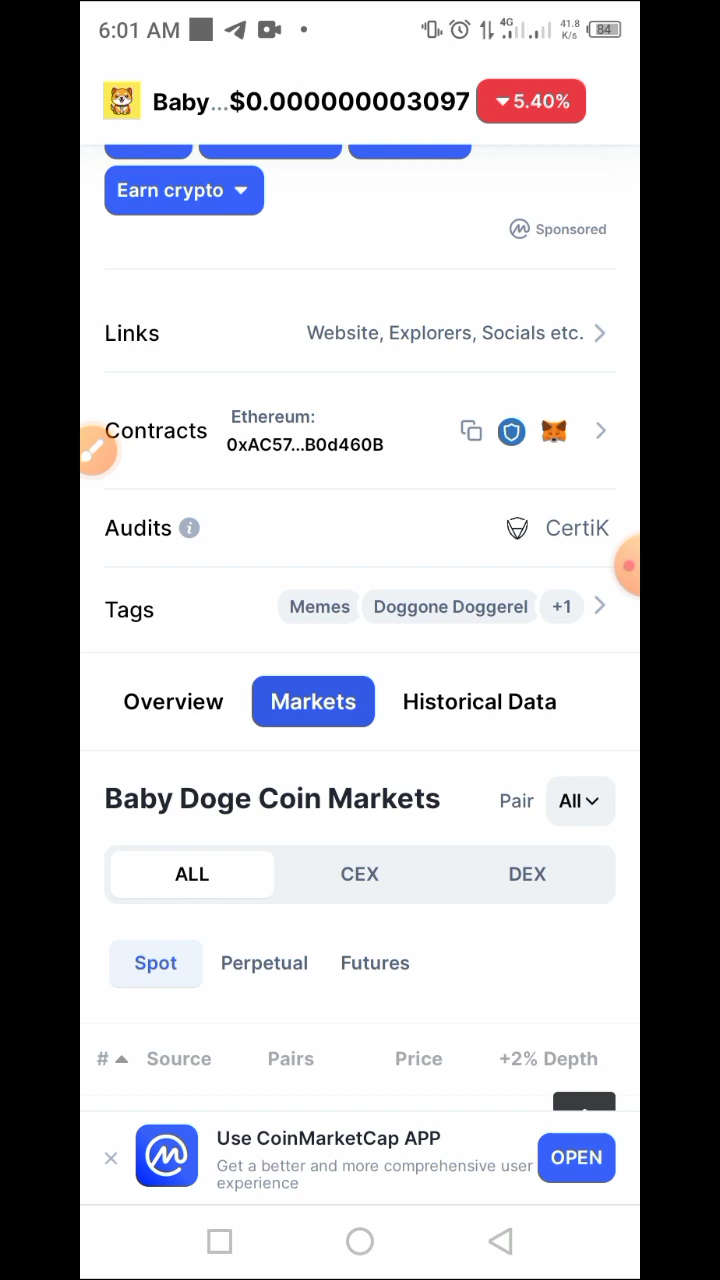 6:01 AM 4G 41.8 K/s 84
Baby...$0.000000003097 5.40%
Earn crypto
Sponsored
Links Website, Explorers, Socials etc.
Ethereum:
Contracts 0xAC57...B0d460B
Audits i CertiK
Tags Memes Doggone Doggerel +1
Overview Markets Historical Data
Baby Doge Coin Markets Pair All
ALL CEX DEX
Spot Perpetual Futures
# Source Pairs Price +2% Depth
Use CoinMarketCap APP
Get a better and more comprehensive user
experience
OPEN